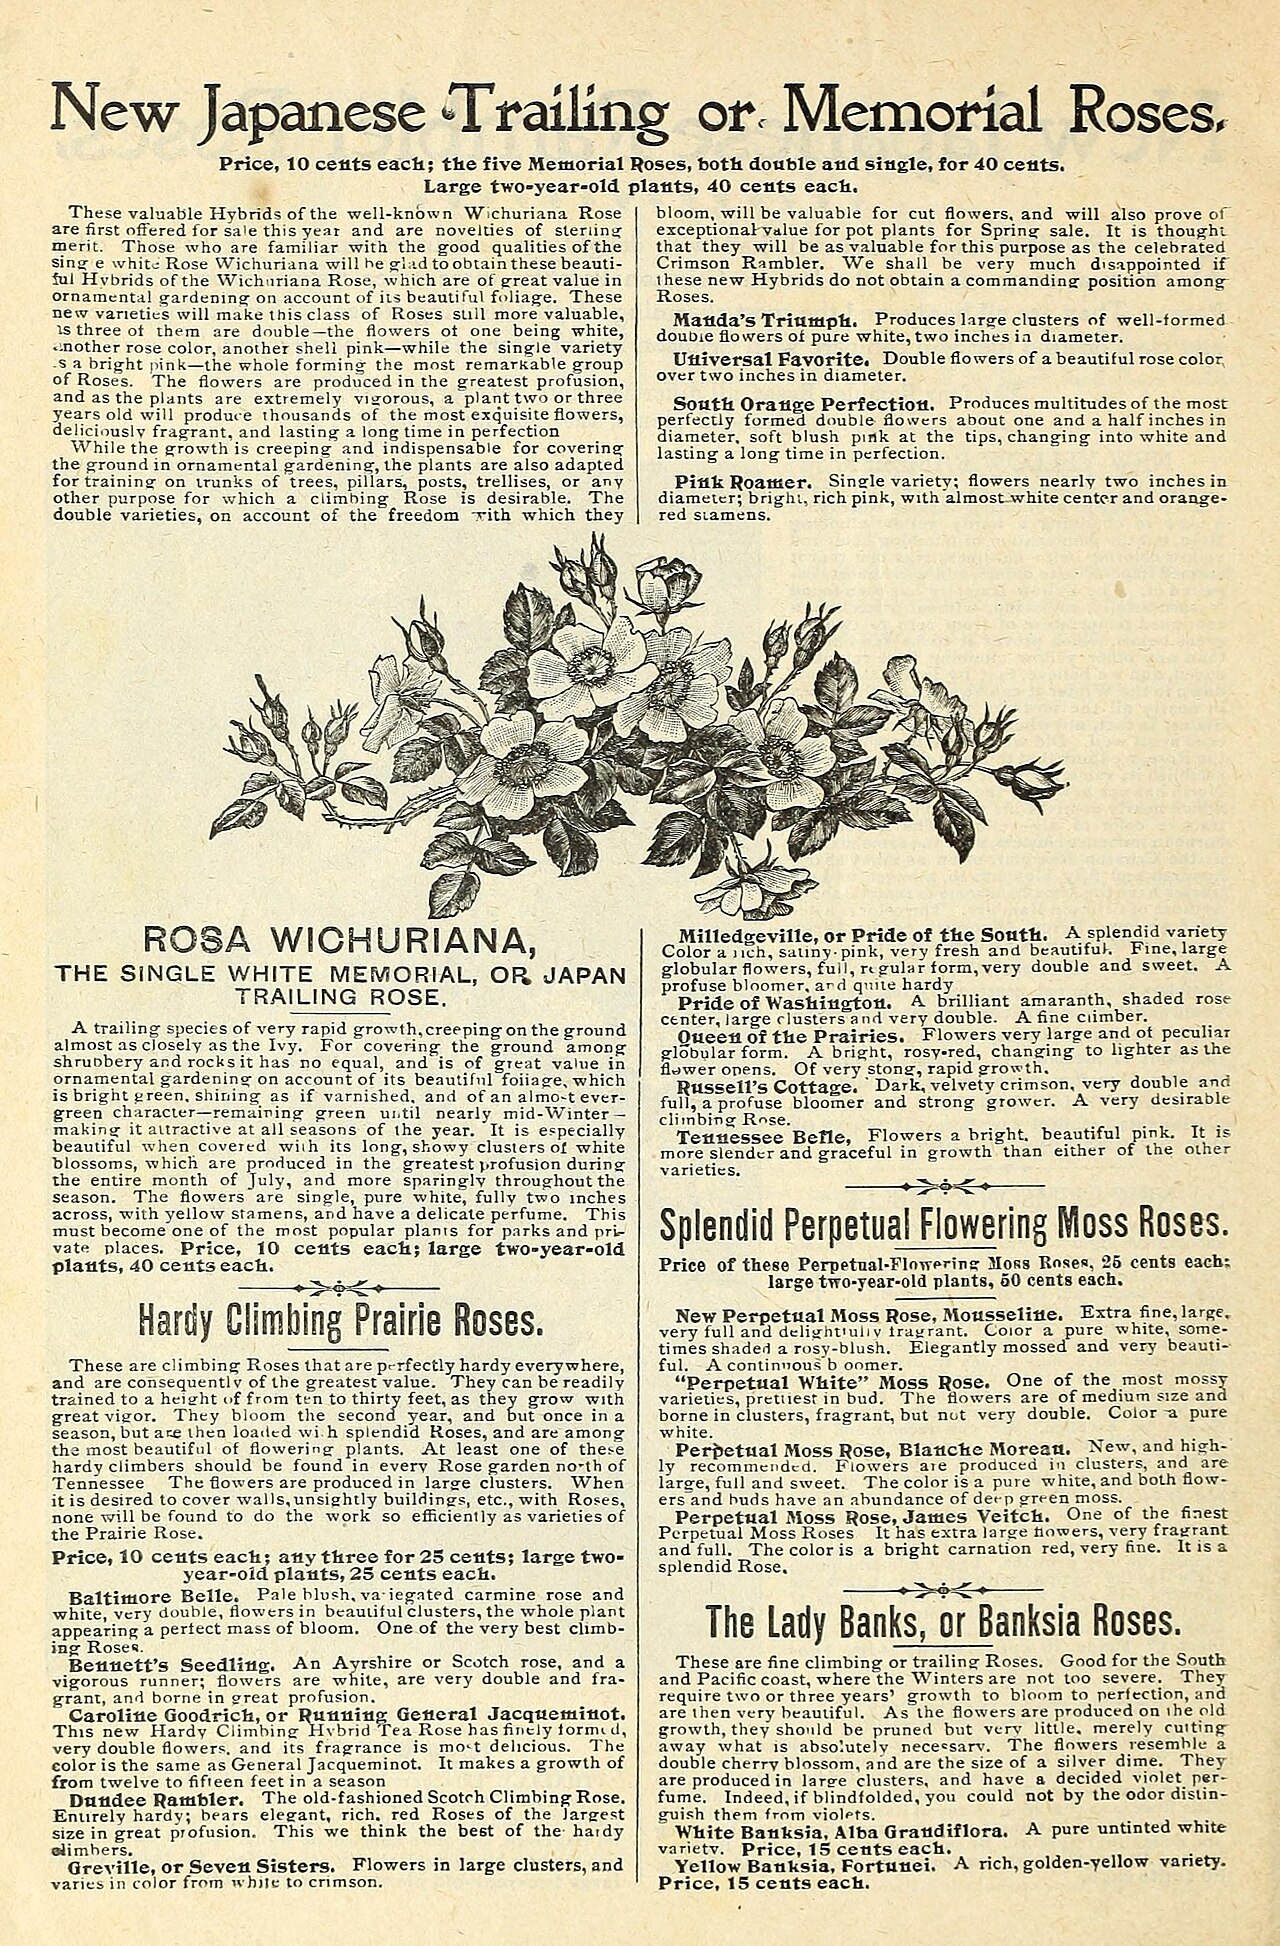 New Japanese Trailing or Memorial Roses.
Price, 10 cents each; the five Memorial Roses, both double and single, for 40 cents.
Large two-year-old plants, 40 cents each.
These valuable Hybrids of the well-known Wichuriana Rose
are first offered for sale this year and are novelties of sterling
merit. Those who are familiar with the good qualities of the
sing e white Rose Wichuriana will be glad to obtain these beauti-
ful Hybrids of the Wichuriana Rose, which are of great value in
ornamental gardening on account of its beautiful foliage. These
new varieties will make this class of Roses still more valuable,
as three of them are double—the flowers of one being white,
another rose color, another shell pink—while the single variety
is a bright pink—the whole forming the most remarkable group
of Roses. The flowers are produced in the greatest profusion,
and as the plants are extremely vigorous, a plant two or three
years old will produce thousands of the most exquisite flowers,
deliciously fragrant, and lasting a long time in perfection
While the growth is creeping and indispensable for covering
the ground in ornamental gardening, the plants are also adapted
for training on trunks of trees, pillars, posts, trellises, or any
other purpose for which a climbing Rose is desirable. The
double varieties, on account of the freedom with which they
bloom, will be valuable for cut flowers, and will also prove of
exceptional value for pot plants for Spring sale. It is thought
that they will be as valuable for this purpose as the celebrated
Crimson Rambler. We shall be very much disappointed if
these new Hybrids do not obtain a commanding position among
Roses.
Manda's Triumph. Produces large clusters of well-formed
double flowers of pure white, two inches in diameter.
Universal Favorite. Double flowers of a beautiful rose color,
over two inches in diameter.
South Orange Perfection. Produces multitudes of the most
perfectly formed double flowers about one and a half inches in
diameter, soft blush pink at the tips, changing into white and
lasting a long time in perfection.
Pink Roamer. Single variety; flowers nearly two inches in
diameter; bright, rich pink, with almost white center and orange-
red stamens.
ROSA WICHURIANA,
THE SINGLE WHITE MEMORIAL, OR JAPAN
TRAILING ROSE.
A trailing species of very rapid growth, creeping on the ground
almost as closely as the Ivy. For covering the ground among
shrubbery and rocks it has no equal, and is of great value in
ornamental gardening on account of its beautiful foliage, which
is bright green, shining as if varnished, and of an almost ever-
green character—remaining green until nearly mid-Winter—
making it attractive at all seasons of the year. It is especially
beautiful when covered with its long, showy clusters of white
blossoms, which are produced in the greatest profusion during
the entire month of July, and more sparingly throughout the
season. The flowers are single, pure white, fully two inches
across, with yellow stamens, and have a delicate perfume. This
must become one of the most popular plants for parks and pri-
vate places. Price, 10 cents each; large two-year-old
plants, 40 cents each.
Hardy Climbing Prairie Roses.
These are climbing Roses that are perfectly hardy everywhere,
and are consequently of the greatest value. They can be readily
trained to a height of from ten to thirty feet, as they grow with
great vigor. They bloom the second year, and but once in a
season, but are then loaded with splendid Roses, and are among
the most beautiful of flowering plants. At least one of these
hardy climbers should be found in every Rose garden north of
Tennessee The flowers are produced in large clusters. When
it is desired to cover walls, unsightly buildings, etc., with Roses,
none will be found to do the work so efficiently as varieties of
the Prairie Rose.
Price, 10 cents each; any three for 25 cents; large two-
year-old plants, 25 cents each.
Baltimore Belle. Pale blush, va iegated carmine rose and
white, very double, flowers in beautiful clusters, the whole plant
appearing a perfect mass of bloom. One of the very best climb-
ing Roses.
Bennett's Seedling. An Ayrshire or Scotch rose, and a
vigorous runner; flowers are white, are very double and fra-
grant, and borne in great profusion.
Caroline Goodrich, or Running General Jacqueminot.
This new Hardy Climbing Hybrid Tea Rose has finely formed,
very double flowers, and its fragrance is most delicious. The
color is the same as General Jacqueminot. It makes a growth of
from twelve to fifteen feet in a season
Dundee Rambler. The old-fashioned Scotch Climbing Rose.
Entirely hardy; bears elegant, rich, red Roses of the largest
size in great profusion. This we think the best of the hardy
climbers.
Greville, or Seven Sisters. Flowers in large clusters, and
varies in color from white to crimson.
Milledgeville, or Pride of the South. A splendid variety
Color a rich, satiny-pink, very fresh and beautiful. Fine, large
globular flowers, full, regular form, very double and sweet. A
profuse bloomer, and quite hardy
Pride of Washington. A brilliant amaranth, shaded rose
center, large clusters and very double. A fine climber.
Queen of the Prairies. Flowers very large and of peculiar
globular form. A bright, rosy-red, changing to lighter as the
flower opens. Of very stong, rapid growth.
Russell's Cottage. Dark, velvety crimson, very double and
full, a profuse bloomer and strong grower. A very desirable
climbing Rose.
Tennessee Belle, Flowers a bright, beautiful pink. It is
more slender and graceful in growth than either of the other
varieties.
Splendid Perpetual Flowering Moss Roses.
Price of these Perpetual-Flowering Moss Roses, 25 cents each;
large two-year-old plants, 50 cents each.
New Perpetual Moss Rose, Mousseline. Extra fine, large,
very full and delightfully fragrant. Color a pure white, some-
times shaded a rosy-blush. Elegantly mossed and very beauti-
ful. A continuous b oomer.
"Perpetual White" Moss Rose. One of the most mossy
varieties, prettiest in bud. The flowers are of medium size and
borne in clusters, fragrant, but not very double. Color a pure
white.
Perpetual Moss Rose, Blanche Moreau. New, and high-
ly recommended. Flowers are produced in clusters, and are
large, full and sweet. The color is a pure white, and both flow-
ers and buds have an abundance of deep green moss.
Perpetual Moss Rose, James Veitch. One of the finest
Perpetual Moss Roses It has extra large flowers, very fragrant
and full. The color is a bright carnation red, very fine. It is a
splendid Rose.
The Lady Banks, or Banksia Roses.
These are fine climbing or trailing Roses. Good for the South
and Pacific coast, where the Winters are not too severe. They
require two or three years' growth to bloom to perfection, and
are then very beautiful. As the flowers are produced on the old
growth, they should be pruned but very little, merely cutting
away what is absolutely necessary. The flowers resemble a
double cherry blossom, and are the size of a silver dime. They
are produced in large clusters, and have a decided violet per-
fume. Indeed, if blindfolded, you could not by the odor distin-
guish them from violets.
White Banksia, Alba Grandiflora. A pure untinted white
variety. Price, 15 cents each.
Yellow Banksia, Fortunei. A rich, golden-yellow variety.
Price, 15 cents each.